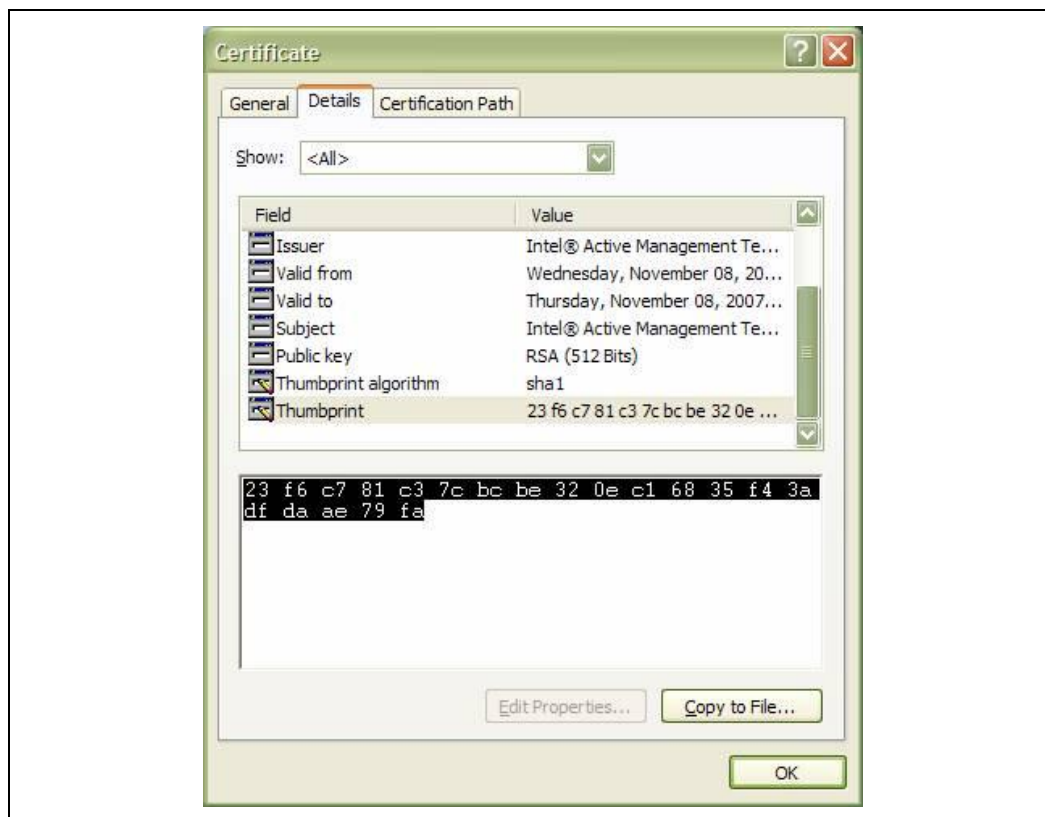 Certificate
General Details Certification Path
Show: <All>
Field Value
Issuer Intel® Active Management Te...
Valid from Wednesday, November 08, 20...
Valid to Thursday, November 08, 2007...
Subject Intel® Active Management Te...
Public key RSA (512 Bits)
Thumbprint algorithm sha1
Thumbprint 23 f6 c7 81 c3 7c bc be 32 0e ...
23 f6 c7 81 c3 7c bc be 32 0e c1 68 35 f4 3a
df da ae 79 fa
Edit Properties... Copy to File...
OK